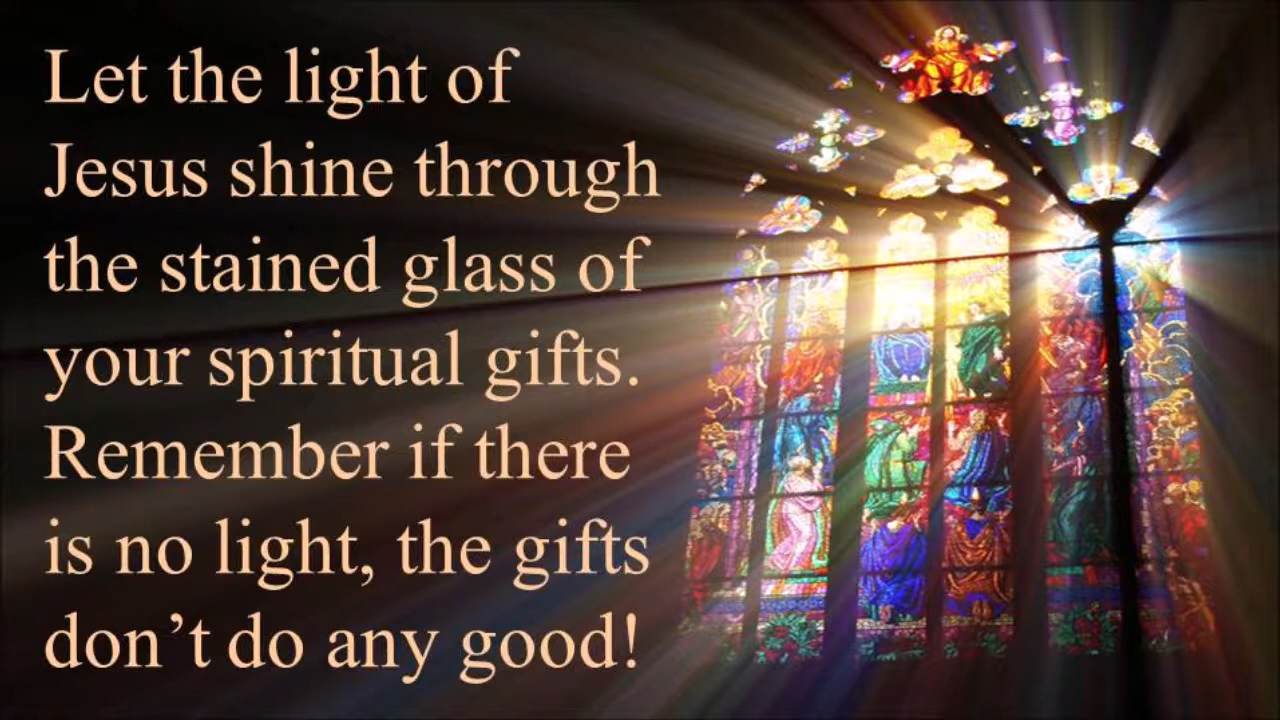 Let the light of
Jesus shine through
the stained glass of
your spiritual gifts.
Remember if there
is no light, the gifts
don’t do any good!